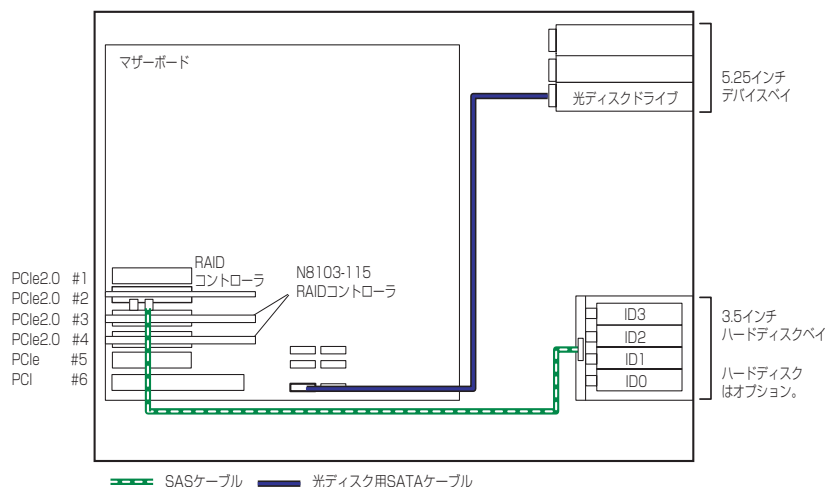 マザーボード
5.25インチ
デバイスベイ
光ディスクドライブ
RAID
コントローラ
N8103-115
RAIDコントローラ
PCIe2.0 #1
PCIe2.0 #2
PCIe2.0 #3
PCIe2.0 #4
PCIe #5
PCI #6
ID3
ID2
ID1
ID0
3.5インチ
ハードディスクベイ
ハードディスク
はオプション。
SASケーブル
光ディスク用SATAケーブル